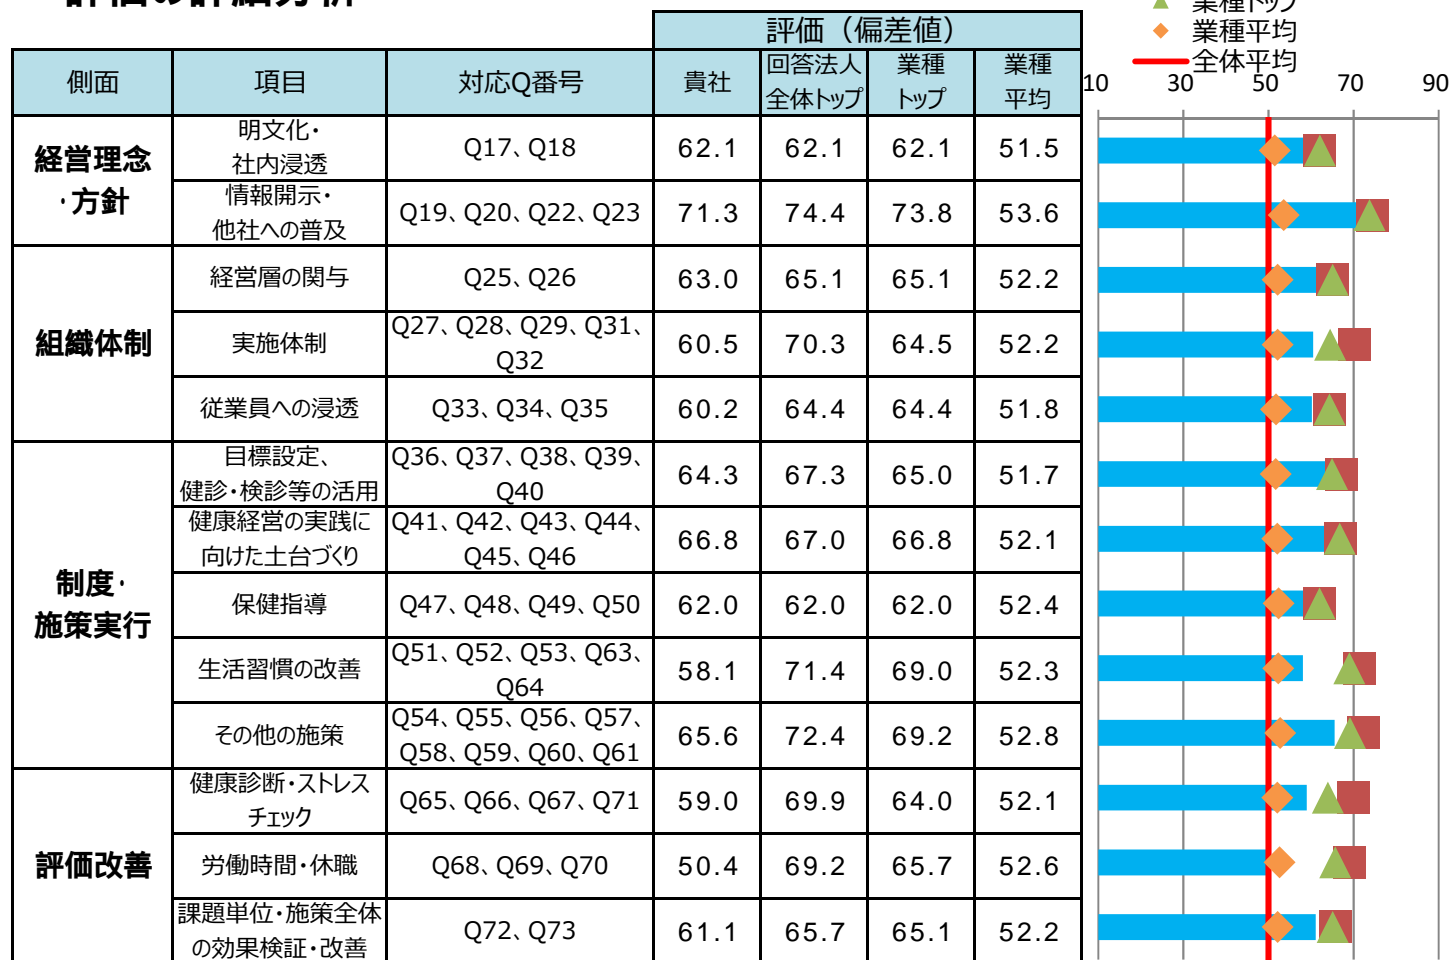 評価の詳細分析
業種トップ
業種平均
全体平均
評価（偏差値）
側面 項目 対応Q番号 貴社 回答法人全体トップ 業種トップ 業種平均
10 30 50 70 90
経営理念・方針
明文化・社内浸透 Q17、Q18 62.1 62.1 62.1 51.5
情報開示・他社への普及 Q19、Q20、Q22、Q23 71.3 74.4 73.8 53.6
組織体制
経営層の関与 Q25、Q26 63.0 65.1 65.1 52.2
実施体制 Q27、Q28、Q29、Q31、Q32 60.5 70.3 64.5 52.2
従業員への浸透 Q33、Q34、Q35 60.2 64.4 64.4 51.8
制度・施策実行
目標設定、健診・検診等の活用 Q36、Q37、Q38、Q39、Q40 64.3 67.3 65.0 51.7
健康経営の実践に向けた土台づくり Q41、Q42、Q43、Q44、Q45、Q46 66.8 67.0 66.8 52.1
保健指導 Q47、Q48、Q49、Q50 62.0 62.0 62.0 52.4
生活習慣の改善 Q51、Q52、Q53、Q63、Q64 58.1 71.4 69.0 52.3
その他の施策 Q54、Q55、Q56、Q57、Q58、Q59、Q60、Q61 65.6 72.4 69.2 52.8
評価改善
健康診断・ストレスチェック Q65、Q66、Q67、Q71 59.0 69.9 64.0 52.1
労働時間・休職 Q68、Q69、Q70 50.4 69.2 65.7 52.6
課題単位・施策全体の効果検証・改善 Q72、Q73 61.1 65.7 65.1 52.2